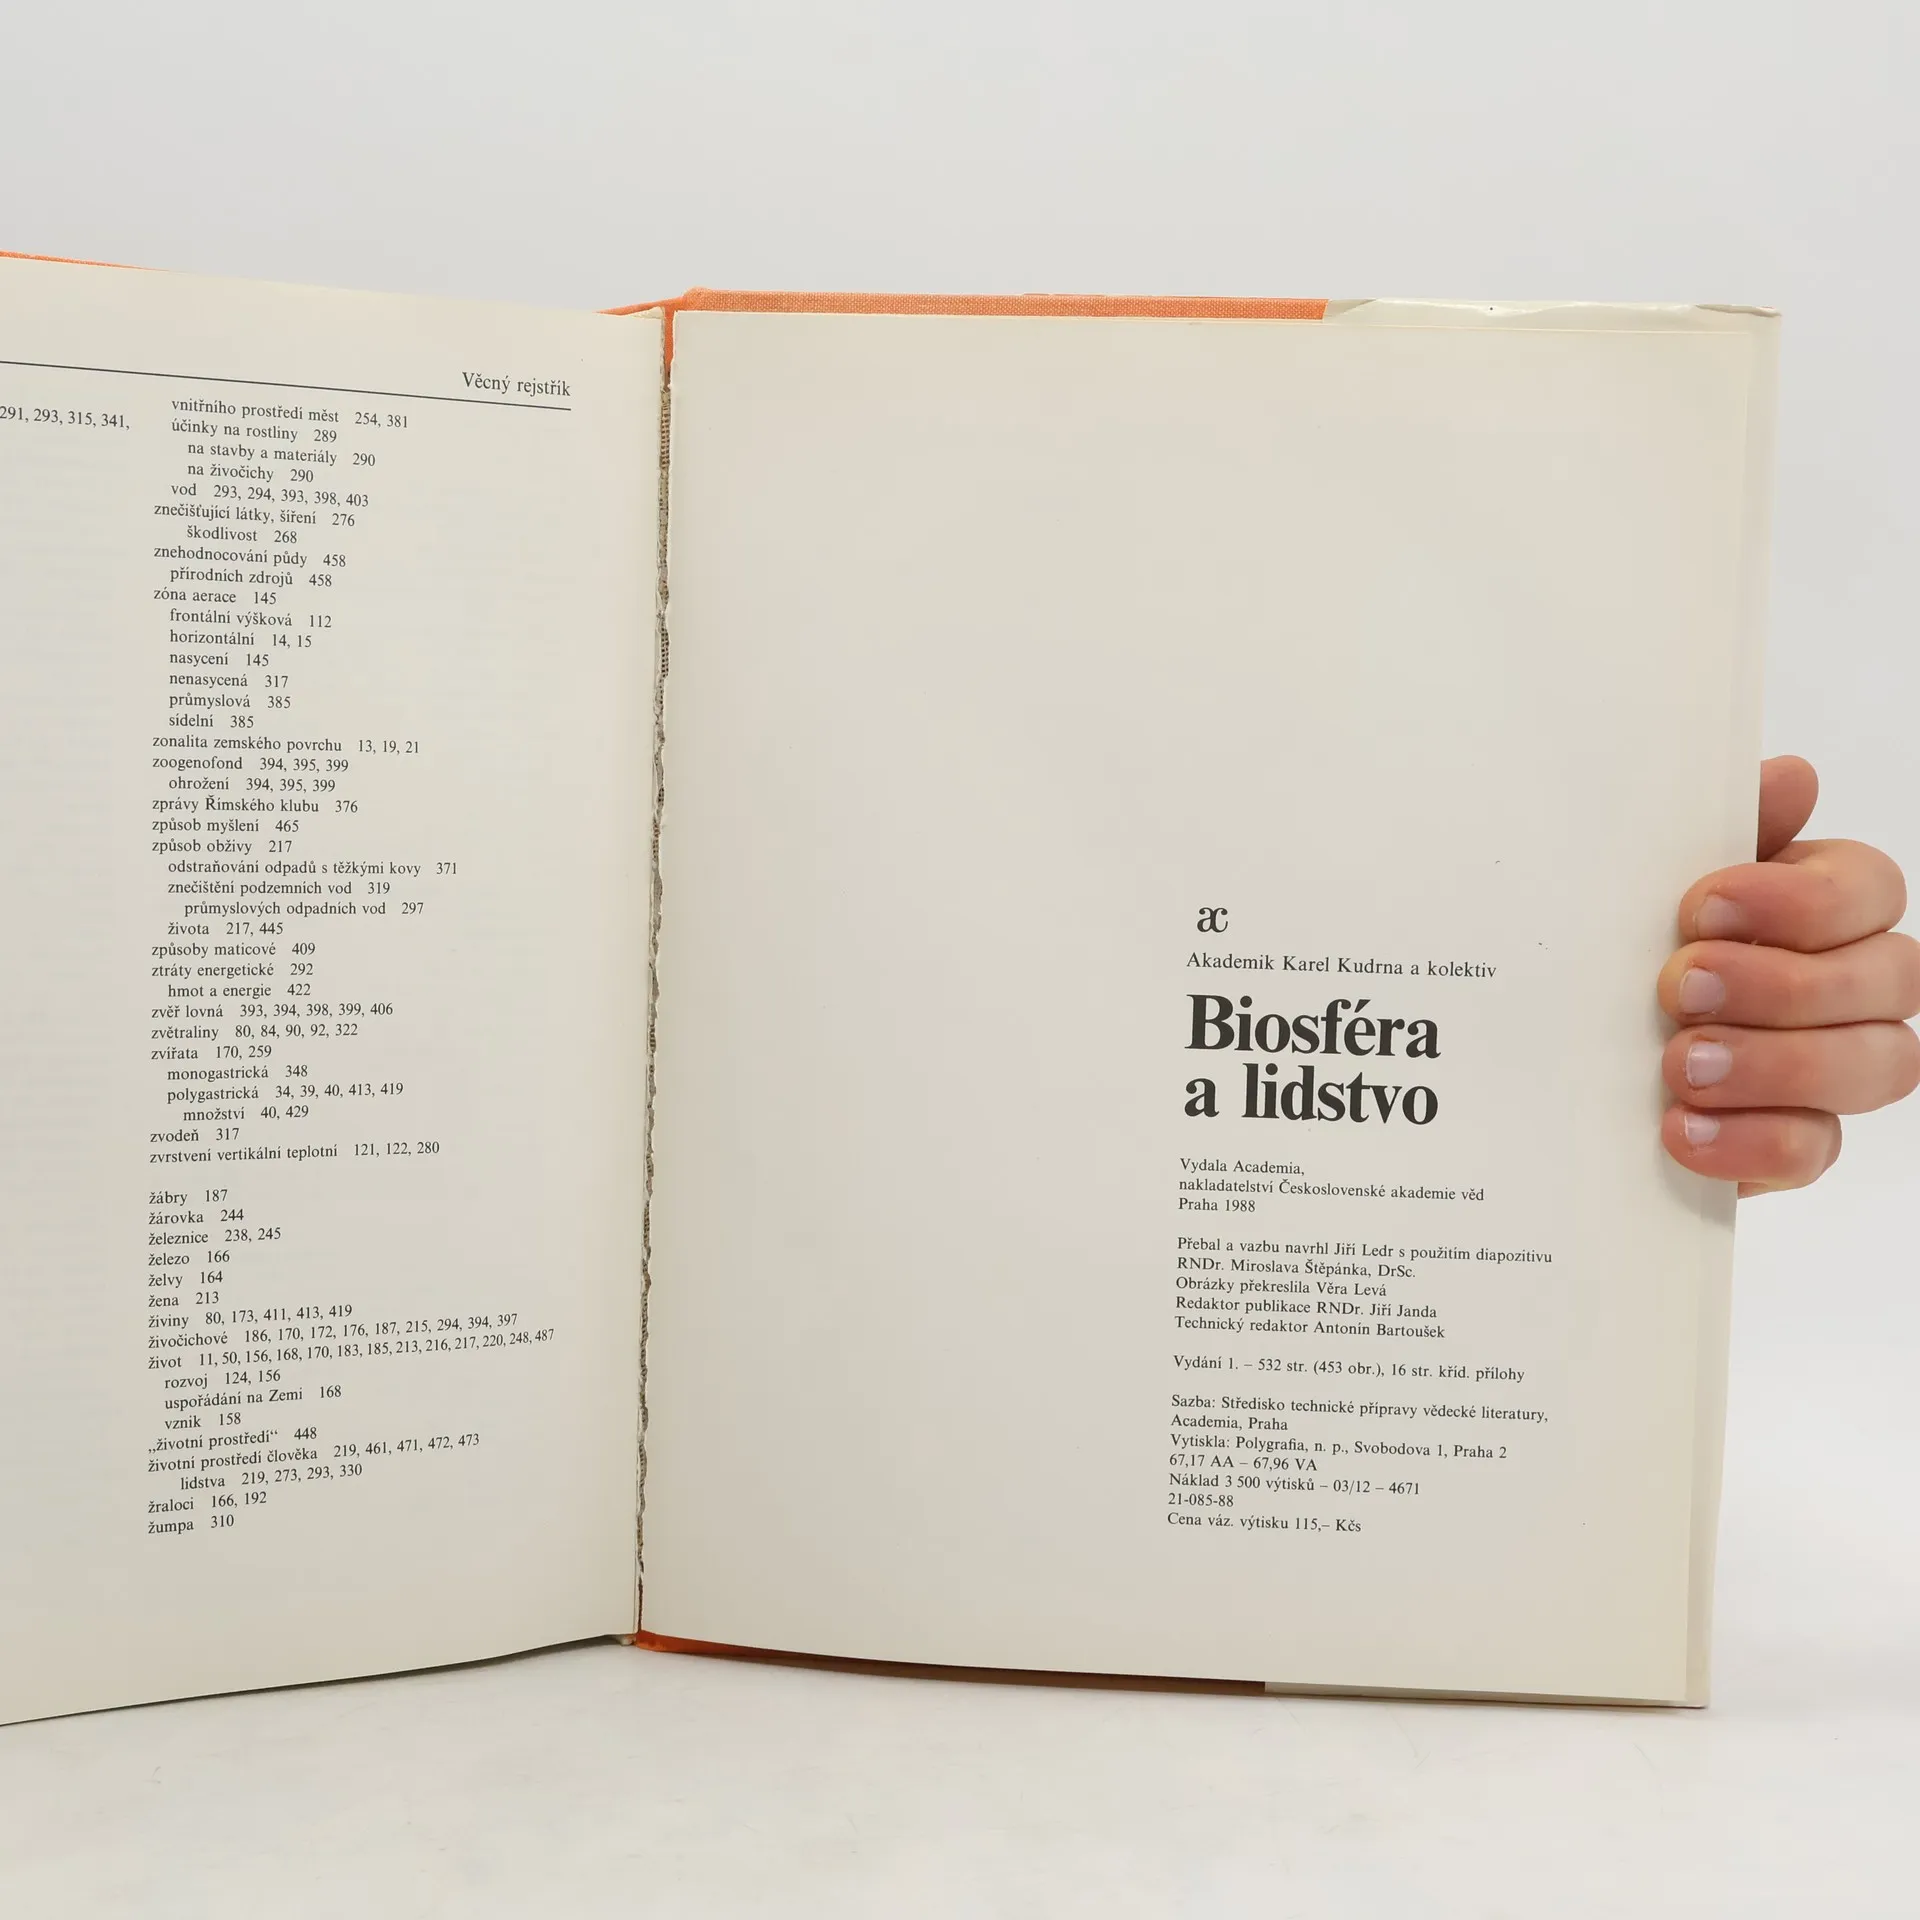 Věcný rejstřík
291, 293, 315, 341,
vnitřního prostředí měst 254, 381
účinky na rostliny 289
na stavby a materiály 290
na živočichy 290
vod 293, 294, 393, 398, 403
znečišťující látky, šíření 276
škodlivost 268
znehodnocování půdy 458
přírodních zdrojů 458
zóna aerace 145
frontální výšková 112
horizontální 14, 15
nasycení 145
nenasycená 317
průmyslová 385
sídelní 385
zonalita zemského povrchu 13, 19, 21
zoogenofond 394, 395, 399
ohrožení 394, 395, 399
zprávy Římského klubu 376
způsob myšlení 465
způsob obživy 217
odstraňování odpadů s těžkými kovy 371
znečištění podzemních vod 319
průmyslových odpadních vod 297
života 217, 445
způsoby maticové 409
ztráty energetické 292
hmot a energie 422
zvěř lovná 393, 394, 398, 399, 406
zvětraliny 80, 84, 90, 92, 322
zvířata 170, 259
monogastrická 348
polygastrická 34, 39, 40, 413, 419
množství 40, 429
zvodeň 317
zvrstvení vertikální teplotní 121, 122, 280
žábry 187
žárovka 244
železnice 238, 245
železo 166
želvy 164
žena 213
živiny 80, 173, 411, 413, 419
živočichové 186, 170, 172, 176, 187, 215, 294, 394, 397
život 11, 50, 156, 168, 170, 183, 185, 213, 216, 217, 220, 248, 487
rozvoj 124, 156
uspořádání na Zemi 168
vznik 158
„životní prostředí“ 448
životní prostředí člověka 219, 461, 471, 472, 473
lidstva 219, 273, 293, 330
žraloci 166, 192
žumpa 310
ac
Akademik Karel Kudrna a kolektiv
Biosféra
a lidstvo
Vydala Academia,
nakladatelství Československé akademie věd
Praha 1988
Přebal a vazbu navrhl Jiří Ledr s použitím diapozitivu
RNDr. Miroslava Štěpánka, DrSc.
Obrázky překreslila Věra Levá
Redaktor publikace RNDr. Jiří Janda
Technický redaktor Antonín Bartoušek
Vydání 1. – 532 str. (453 obr.), 16 str. kříd. přílohy
Sazba: Středisko technické přípravy vědecké literatury,
Academia, Praha
Vytiskla: Polygrafia, n. p., Svobodova 1, Praha 2
67,17 AA – 67,96 VA
Náklad 3 500 výtisků – 03/12 – 4671
21-085-88
Cena váz. výtisku 115,– Kčs